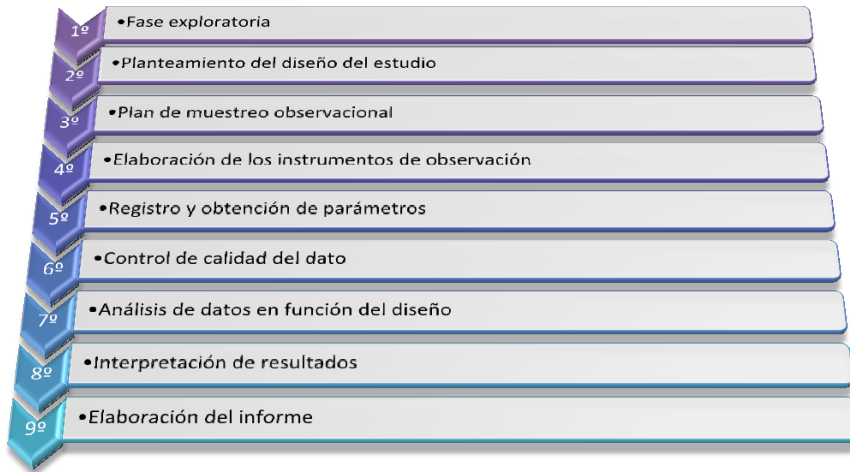 1º •Fase exploratoria
2º •Planteamiento del diseño del estudio
3º •Plan de muestreo observacional
4º •Elaboración de los instrumentos de observación
5º •Registro y obtención de parámetros
6º •Control de calidad del dato
7º •Análisis de datos en función del diseño
8º •Interpretación de resultados
9º •Elaboración del informe